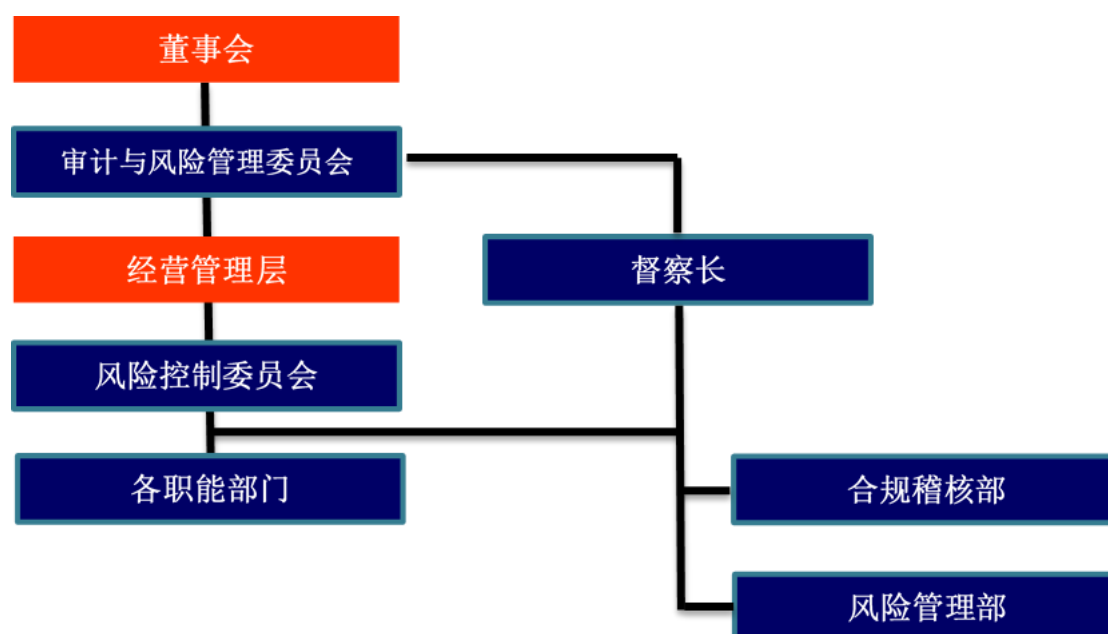 董事会
审计与风险管理委员会
经营管理层
督察长
风险控制委员会
各职能部门
合规稽核部
风险管理部